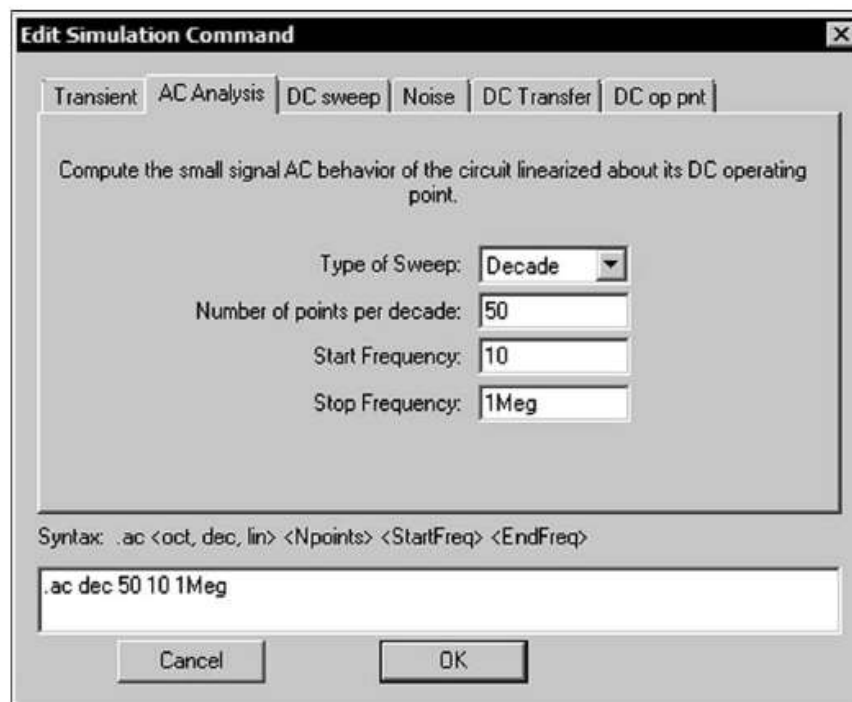 Edit Simulation Command
Transient AC Analysis DC sweep Noise DC Transfer DC op pnt
Compute the small signal AC behavior of the circuit linearized about its DC operating
point.
Type of Sweep: Decade
Number of points per decade: 50
Start Frequency: 10
Stop Frequency: 1Meg
Syntax: .ac <oct, dec, lin> <Npoints> <StartFreq> <EndFreq>
.ac dec 50 10 1Meg
Cancel OK